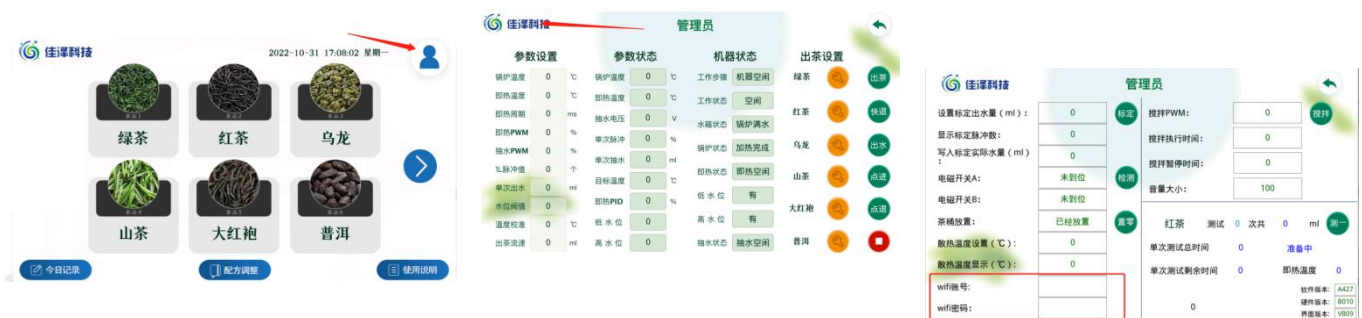 佳泽科技
2022-10-31 17:08:02 星期一
绿茶
红茶
乌龙
山茶
大红袍
普洱
今日记录
配方调整
使用说明
佳泽科技
管理员
参数设置 参数状态 机器状态 出茶设置
锅炉温度 0 ℃ 锅炉温度 0 ℃ 工作步骤 机器空闲 绿茶 出茶
即热温度 0 ℃ 即热温度 0 ℃ 工作状态 空闲 红茶 快退
即热周期 0 ms 抽水电压 0 V 水箱状态 锅炉满水 乌龙 出水
即热PWM 0 % 单次脉冲 0 % 锅炉状态 加热完成 山茶 点进
抽水PWM 0 % 单次抽水 0 ml 即热状态 即热空闲 大红袍 点退
1L脉冲值 0 个 目标温度 0 ℃ 低 水 位 有 普洱
单次出水 0 ml 即热PID 0 % 高 水 位 有
水位阀值 0 低 水 位 0 抽水状态 抽水空闲
温度校准 0 ℃ 高 水 位 0
出茶流速 0 ml
佳泽科技
管理员
设置标定出水量（ml）： 0 标定
显示标定脉冲数： 0
写入标定实际水量（ml）
： 0
电磁开关A： 未到位 检测
电磁开关B： 未到位
茶桶放置： 已经放置 置零
散热温度设置（℃）： 0
散热温度显示（℃）： 0
wifi账号：
wifi密码：
搅拌PWM： 0 搅拌
搅拌执行时间： 0
搅拌暂停时间： 0
音量大小： 100
红茶 测试 0 次共 0 ml 测一
单次测试总时间 0 准备中
单次测试剩余时间 0 即热温度 0
0
软件版本： A427
硬件版本： B010
界面版本： VB09